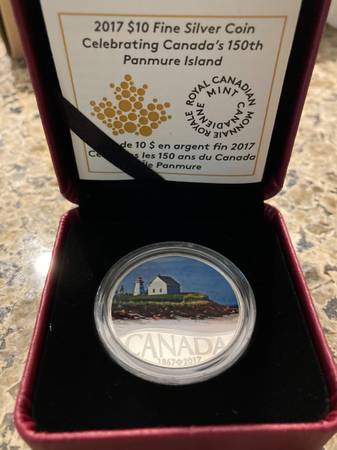 2017 $10 Fine Silver Coin
Celebrating Canada's 150th
Panmure Island
ROYAL CANADIAN MINT
MONNAIE ROYALE CANADIENNE
de 10 $ en argent fin 2017
les 150 ans du Canada
Panmure
CANADA
1867 2017